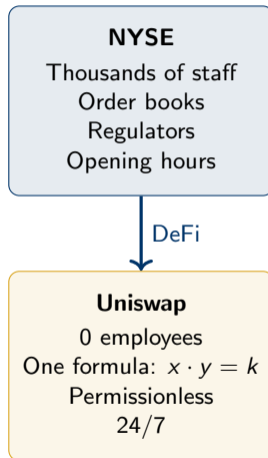 NYSE
Thousands of staff
Order books
Regulators
Opening hours
DeFi
Uniswap
0 employees
One formula: x · y = k
Permissionless
24/7